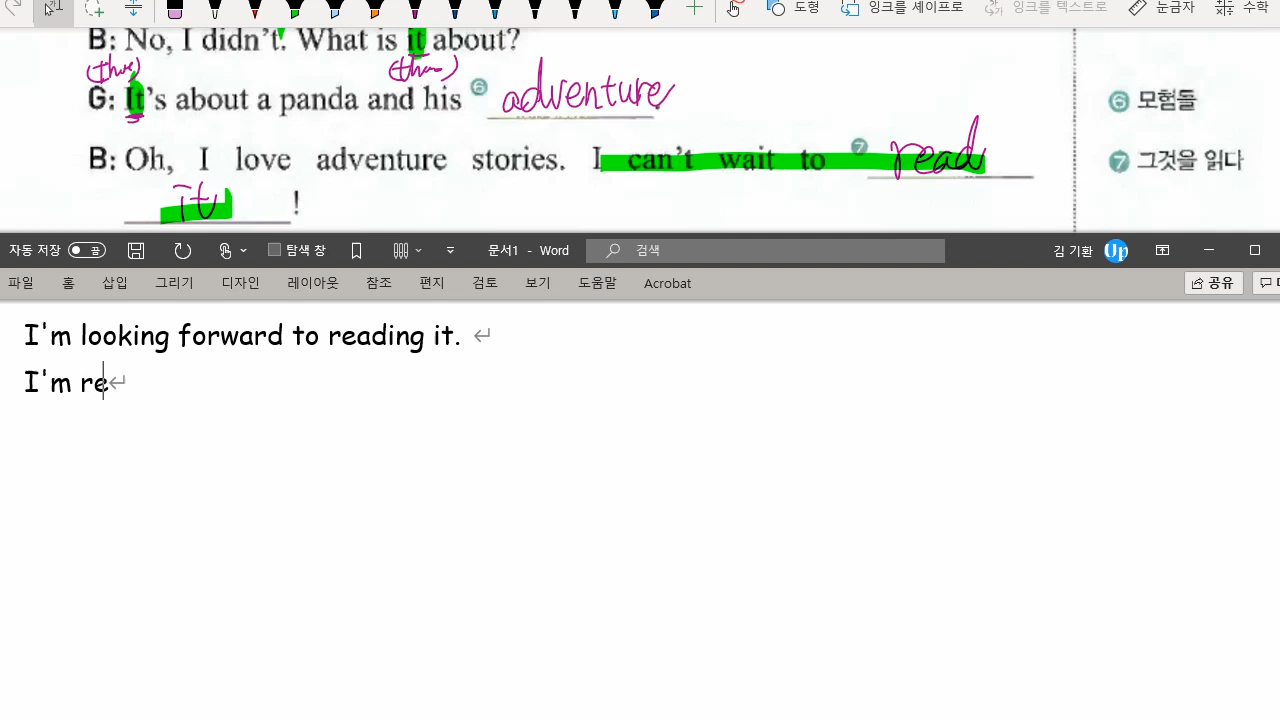 잉크를 셰이프로
도형
잉크를 텍스트로
눈금자
수학
B: No, I didn't. What is it about?
G: It's about a panda and his ⑥ adventure
⑥ 모험들
B: Oh, I love adventure stories. I can't wait to ⑦ read
⑦ 그것을 읽다
it !
자동 저장 끔 탐색 창 문서1 - Word 검색 김 기환 Up
파일 홈 삽입 그리기 디자인 레이아웃 참조 편지 검토 보기 도움말 Acrobat 공유
I'm looking forward to reading it. ↵
I'm re↵